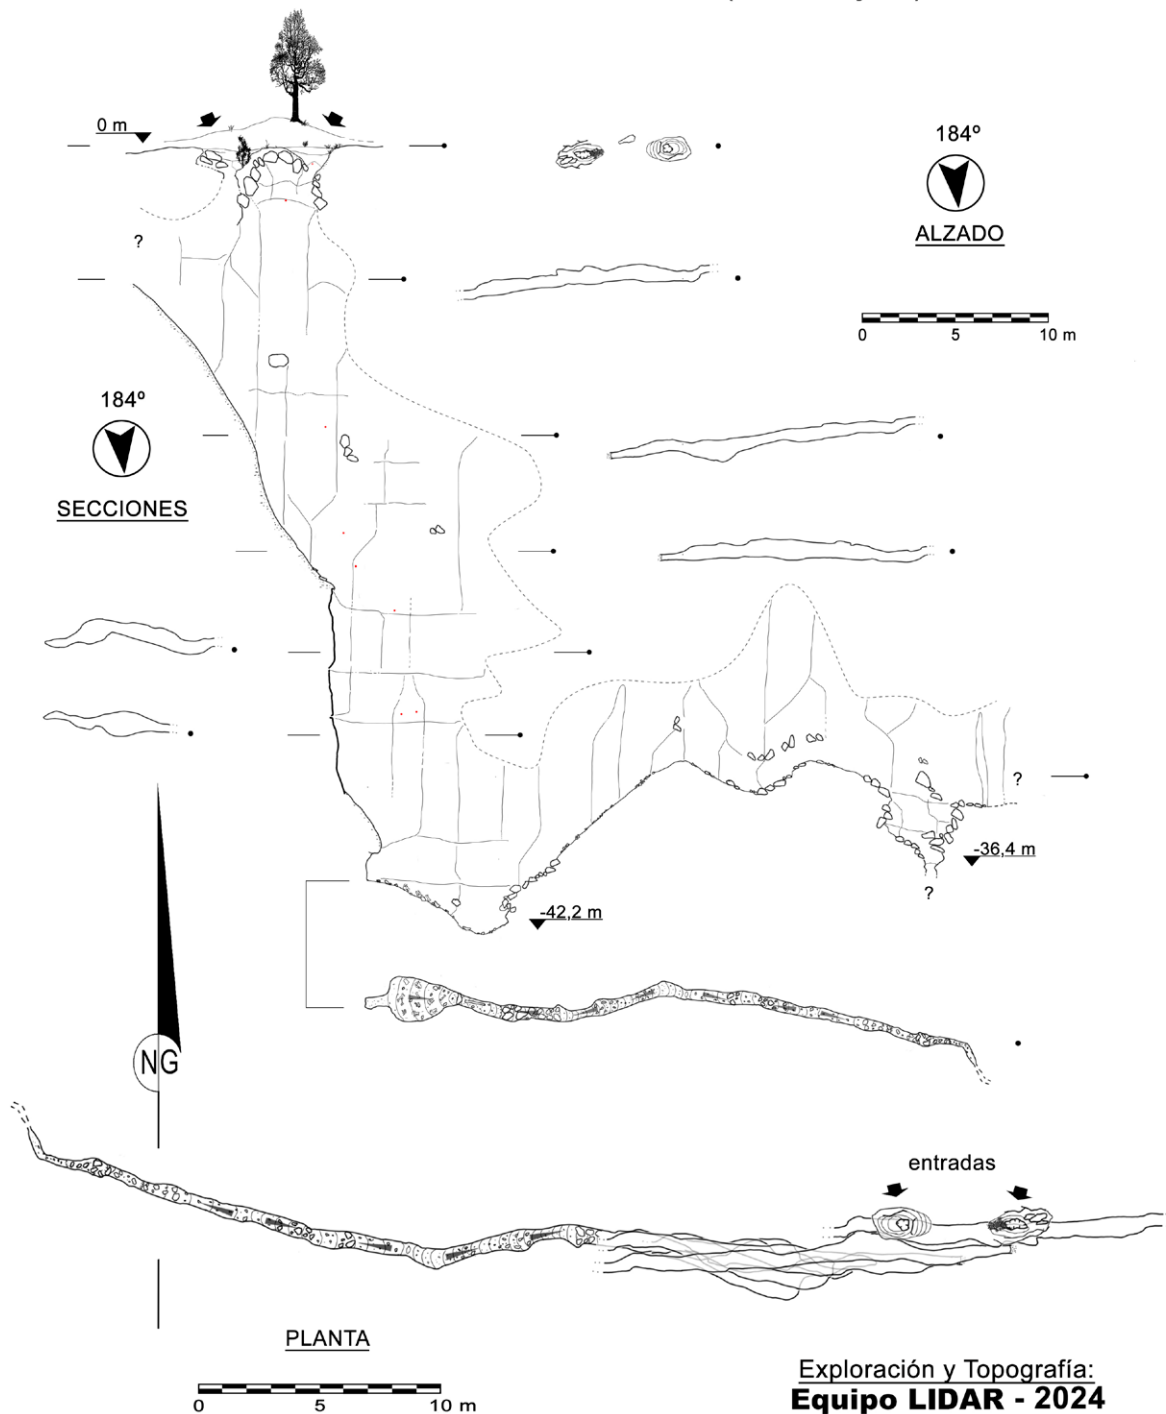 0 m
184º
ALZADO
?
0 5 10 m
184º
SECCIONES
?
-36,4 m
?
-42,2 m
NG
entradas
PLANTA
0 5 10 m
Exploración y Topografía:
Equipo LIDAR - 2024